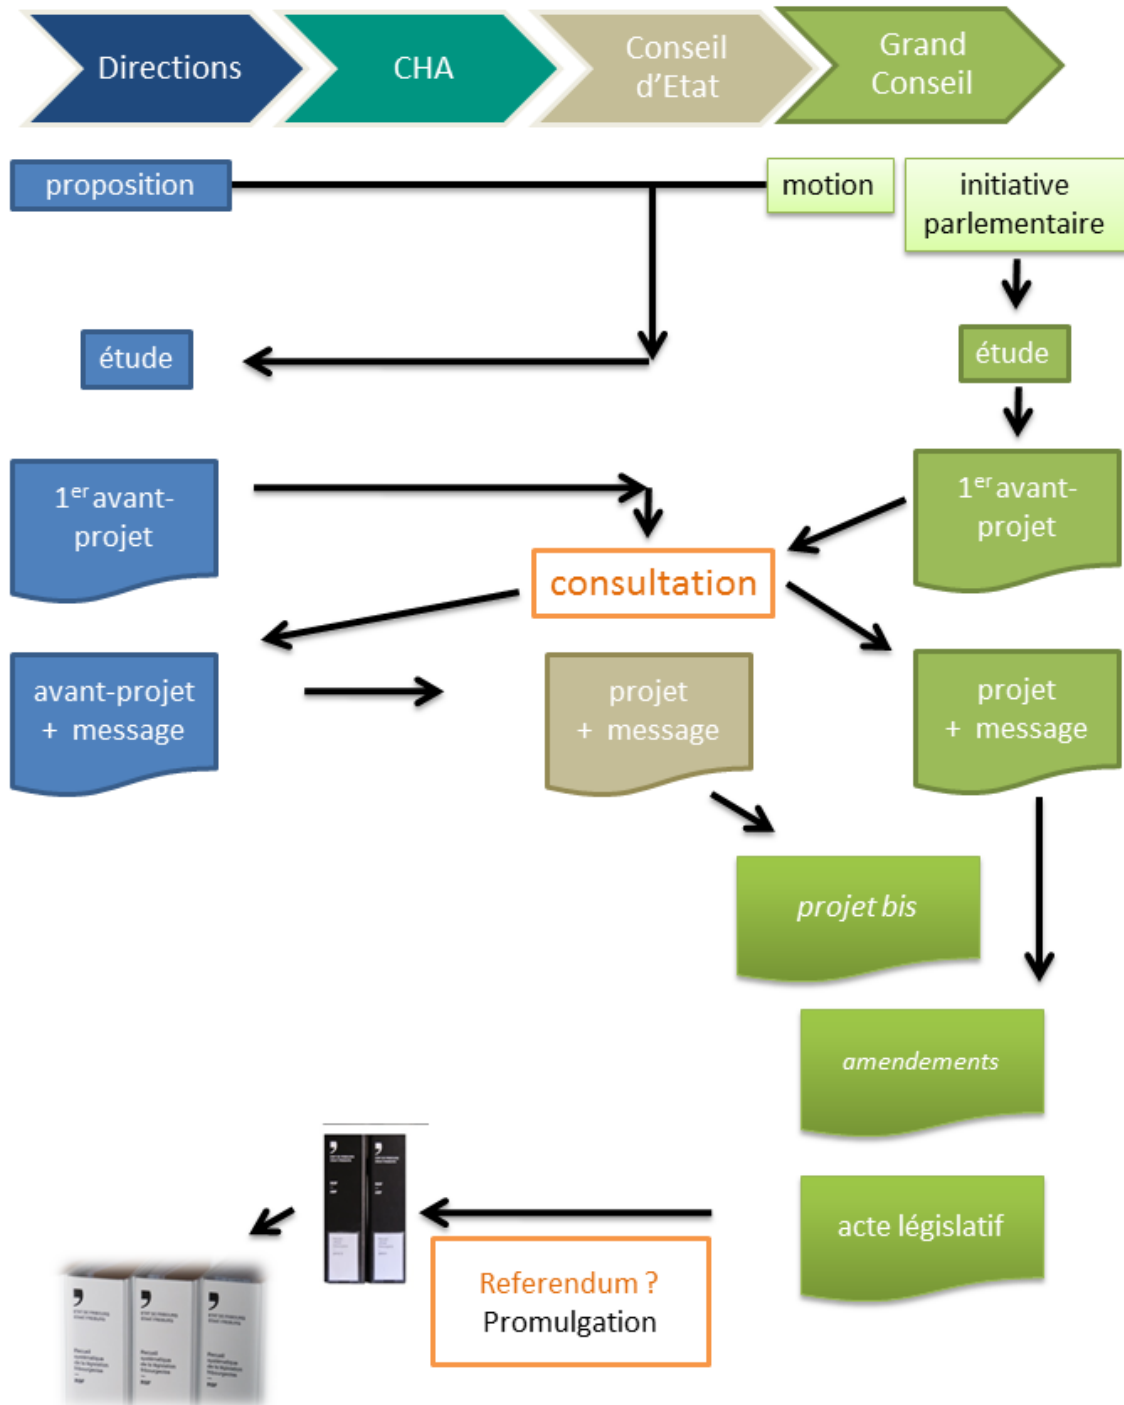 Directions
CHA
Conseil
d'Etat
Grand
Conseil
proposition
motion
initiative
parlementaire
étude
étude
1er avant-
projet
1er avant-
projet
consultation
avant-projet
+ message
projet
+ message
projet
+ message
projet bis
amendements
acte législatif
Referendum ?
Promulgation